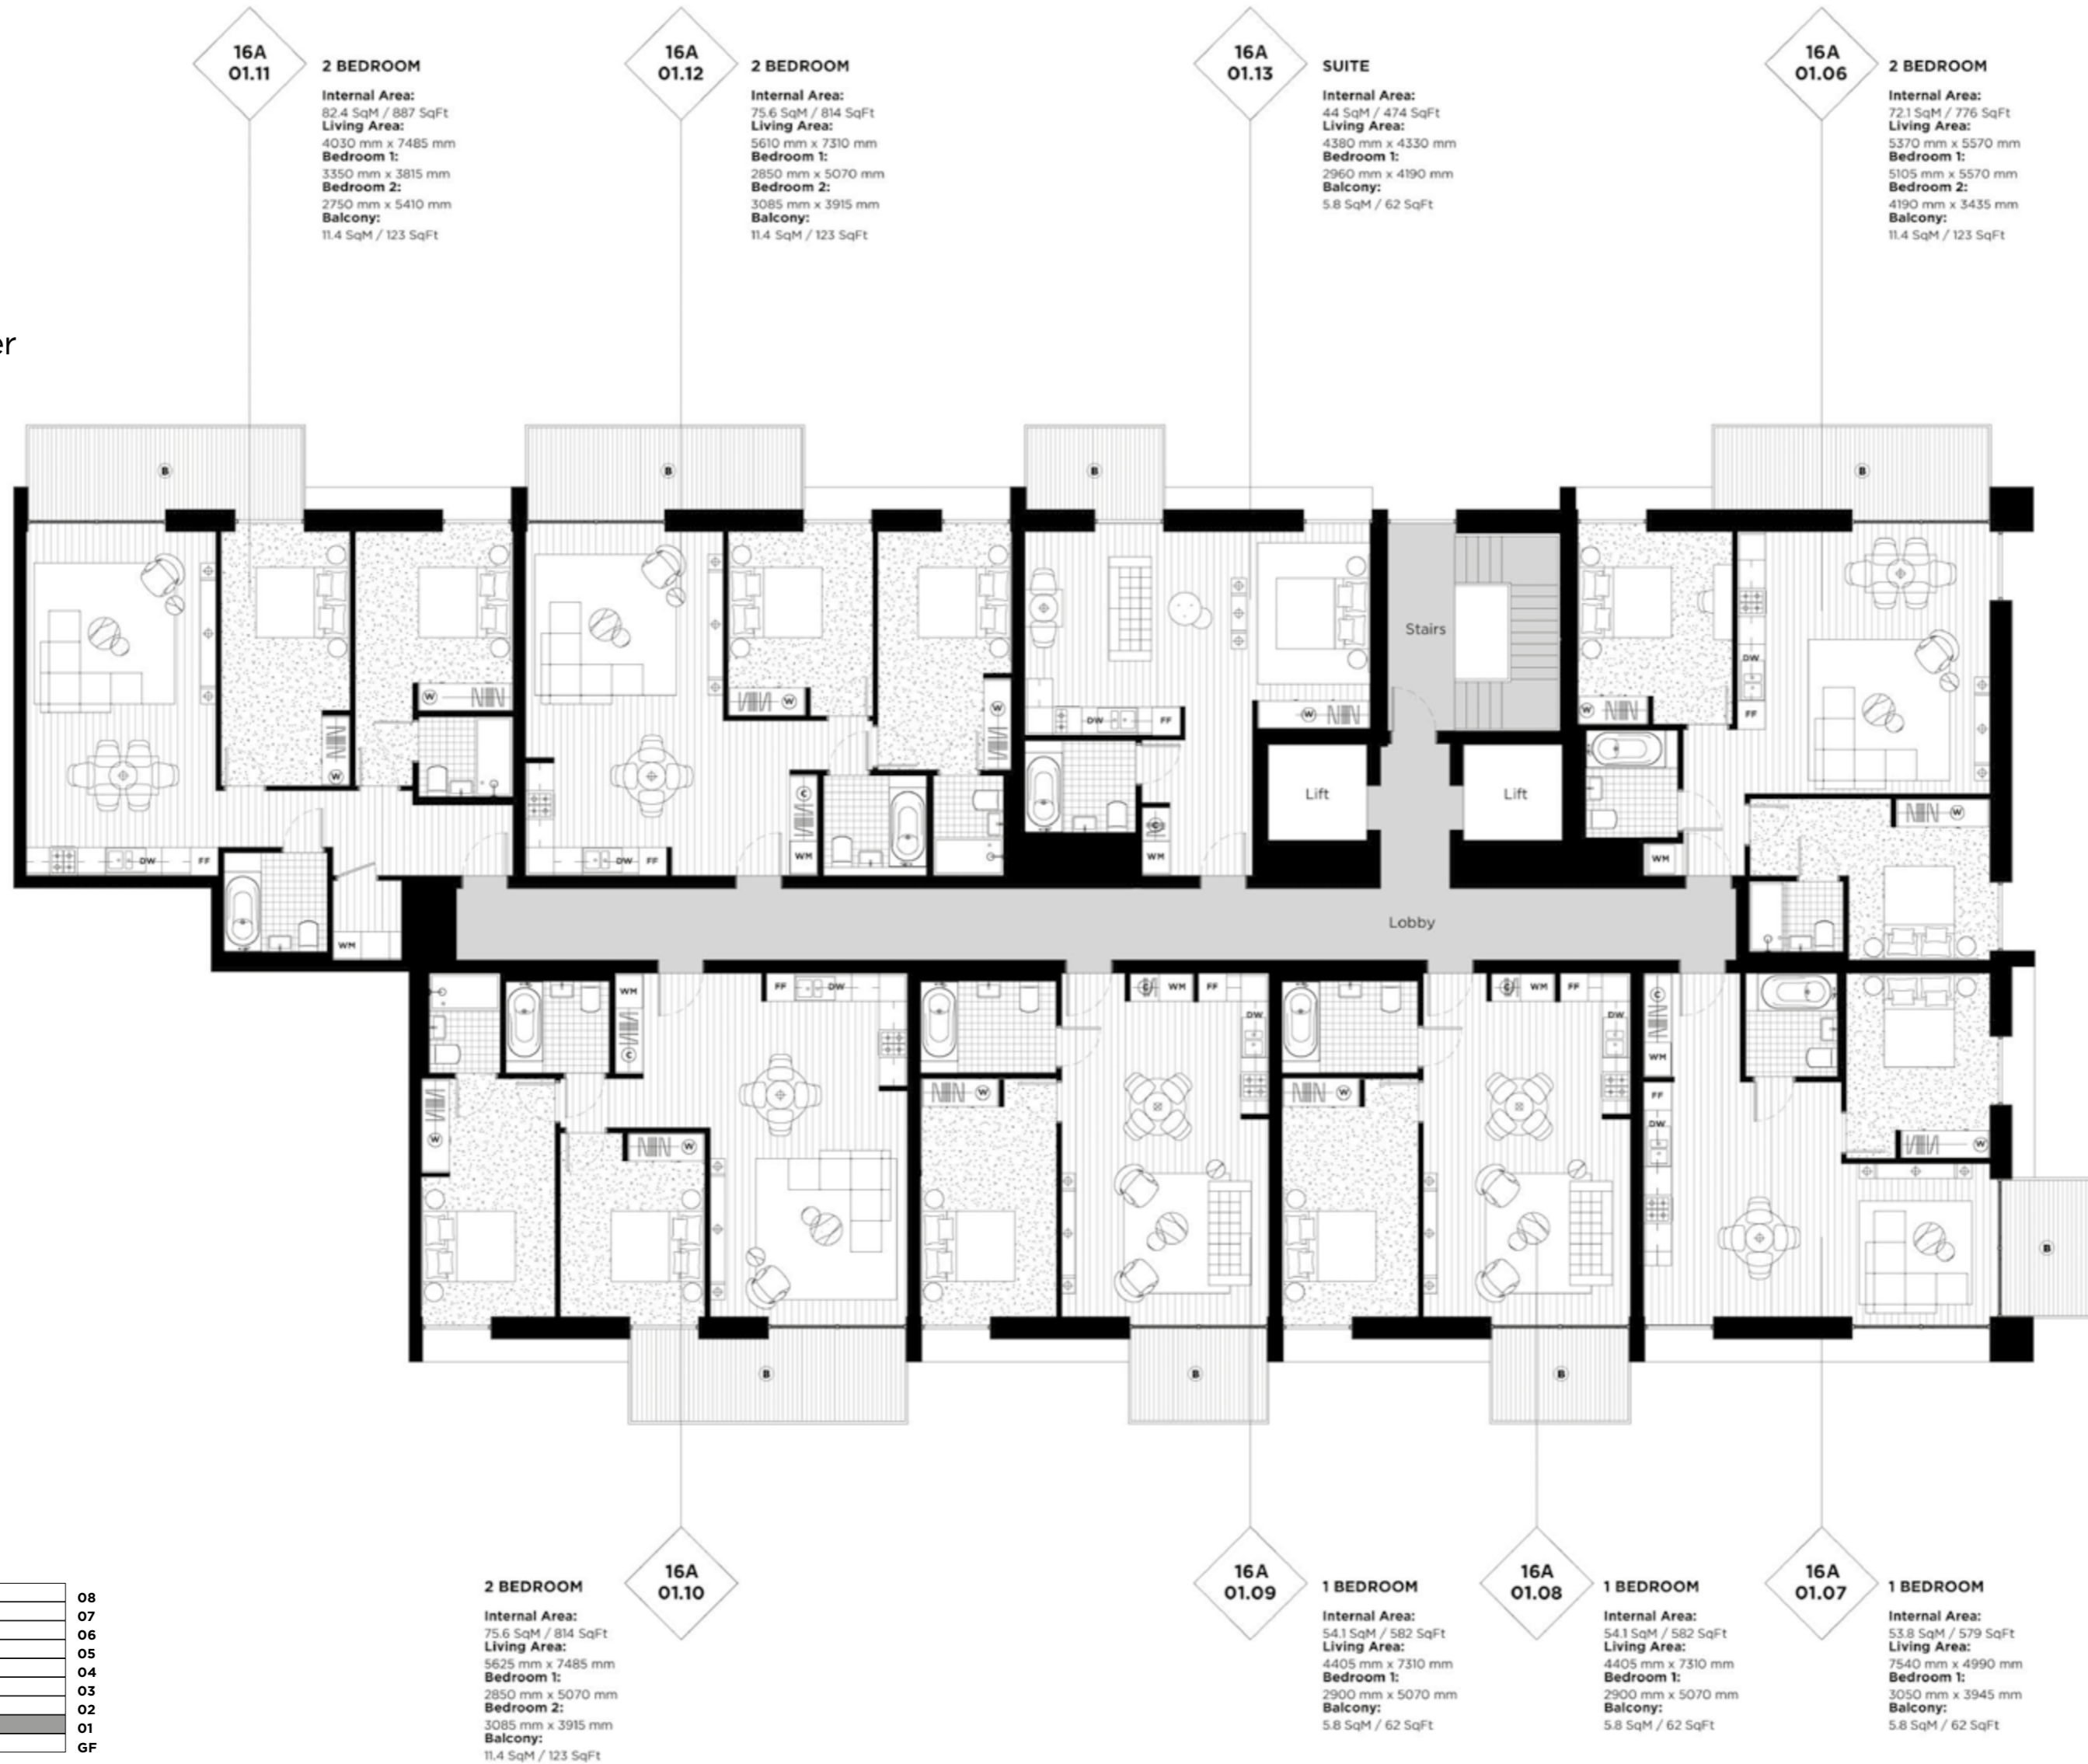 16A
01.11
2 BEDROOM
Internal Area:
82.4 SqM / 887 SqFt
Living Area:
4030 mm x 7485 mm
Bedroom 1:
3350 mm x 3815 mm
Bedroom 2:
2750 mm x 5410 mm
Balcony:
11.4 SqM / 123 SqFt
16A
01.12
2 BEDROOM
Internal Area:
75.6 SqM / 814 SqFt
Living Area:
5610 mm x 7310 mm
Bedroom 1:
2850 mm x 5070 mm
Bedroom 2:
3085 mm x 3915 mm
Balcony:
11.4 SqM / 123 SqFt
16A
01.13
SUITE
Internal Area:
44 SqM / 474 SqFt
Living Area:
4380 mm x 4330 mm
Bedroom 1:
2960 mm x 4190 mm
Balcony:
5.8 SqM / 62 SqFt
16A
01.06
2 BEDROOM
Internal Area:
72.1 SqM / 776 SqFt
Living Area:
5370 mm x 5570 mm
Bedroom 1:
5105 mm x 5570 mm
Bedroom 2:
4190 mm x 3435 mm
Balcony:
11.4 SqM / 123 SqFt
er
B
B
B
B
Stairs
DW
W
W
W
W
W
W
DW
FF
FF
W
Lift
Lift
C
W
C
DW
FF
DW
FF
WM
WM
WM
Lobby
WM
FF
DW
WM
C
WM
FF
C
WM
FF
C
DW
DW
C
WM
W
W
W
FF
DW
W
W
W
B
B
B
B
16A
01.10
2 BEDROOM
Internal Area:
75.6 SqM / 814 SqFt
Living Area:
5625 mm x 7485 mm
Bedroom 1:
2850 mm x 5070 mm
Bedroom 2:
3085 mm x 3915 mm
Balcony:
11.4 SqM / 123 SqFt
16A
01.09
1 BEDROOM
Internal Area:
54.1 SqM / 582 SqFt
Living Area:
4405 mm x 7310 mm
Bedroom 1:
2900 mm x 5070 mm
Balcony:
5.8 SqM / 62 SqFt
16A
01.08
1 BEDROOM
Internal Area:
54.1 SqM / 582 SqFt
Living Area:
4405 mm x 7310 mm
Bedroom 1:
2900 mm x 5070 mm
Balcony:
5.8 SqM / 62 SqFt
16A
01.07
1 BEDROOM
Internal Area:
53.8 SqM / 579 SqFt
Living Area:
7540 mm x 4990 mm
Bedroom 1:
3050 mm x 3945 mm
Balcony:
5.8 SqM / 62 SqFt
08
07
06
05
04
03
02
01
GF